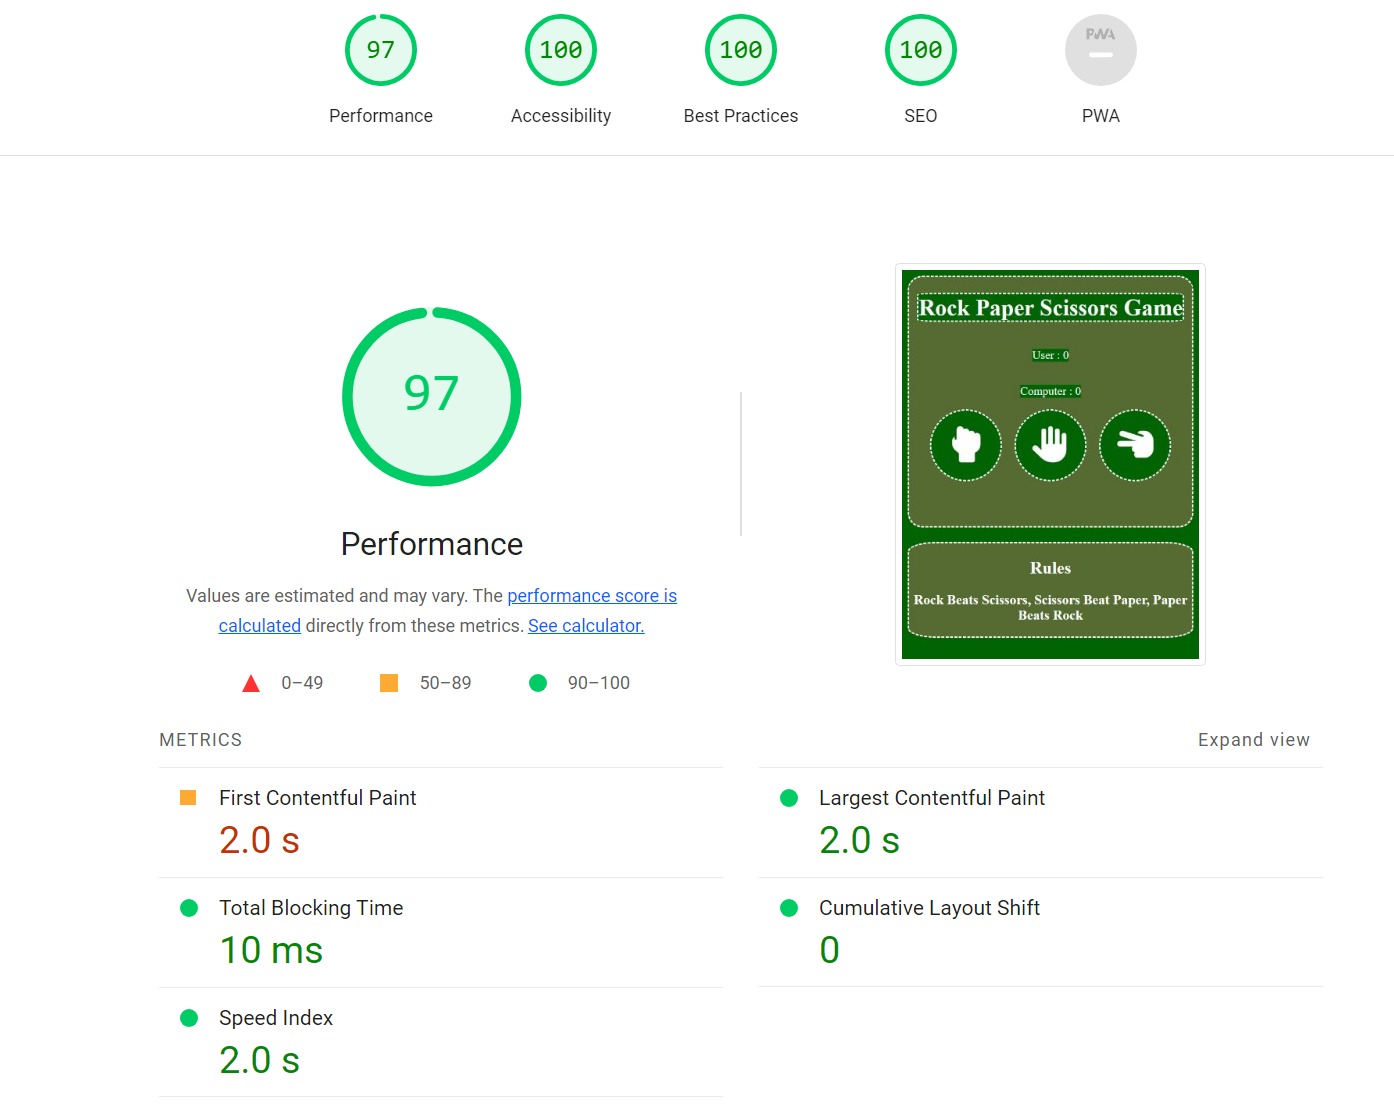 97
100
100
100
PWA
Performance
Accessibility
Best Practices
SEO
PWA
97
Performance
Values are estimated and may vary. The performance score is
calculated directly from these metrics. See calculator.
0–49
50–89
90–100
Rock Paper Scissors Game
User : 0
Computer : 0
Rules
Rock Beats Scissors, Scissors Beat Paper, Paper
Beats Rock
METRICS
Expand view
First Contentful Paint
2.0 s
Largest Contentful Paint
2.0 s
Total Blocking Time
10 ms
Cumulative Layout Shift
0
Speed Index
2.0 s